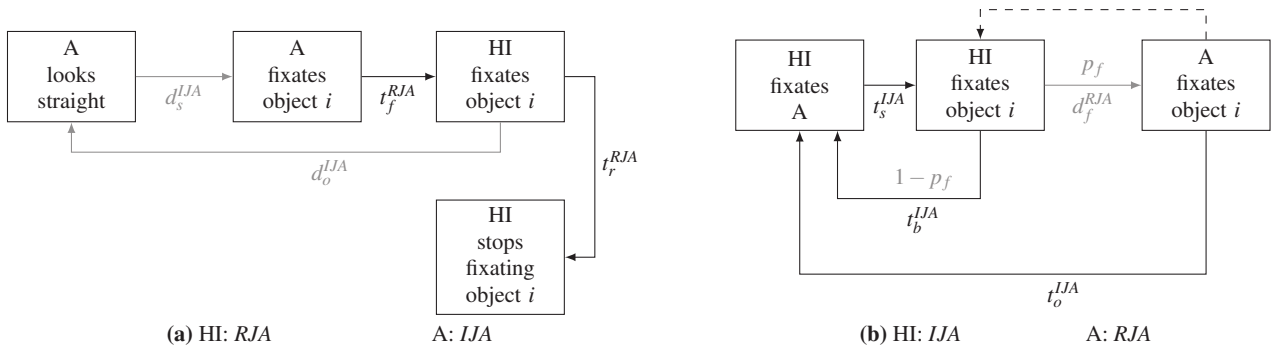 A
looks
straight
d_s^{IJA}
A
fixates
object i
t_f^{RJA}
HI
fixates
object i
d_o^{IJA}
t_r^{RJA}
HI
stops
fixating
object i
(a) HI: RJA A: IJA
HI
fixates
A
t_s^{IJA}
HI
fixates
object i
p_f
d_f^{RJA}
A
fixates
object i
1 − p_f
t_b^{IJA}
t_o^{IJA}
(b) HI: IJA A: RJA